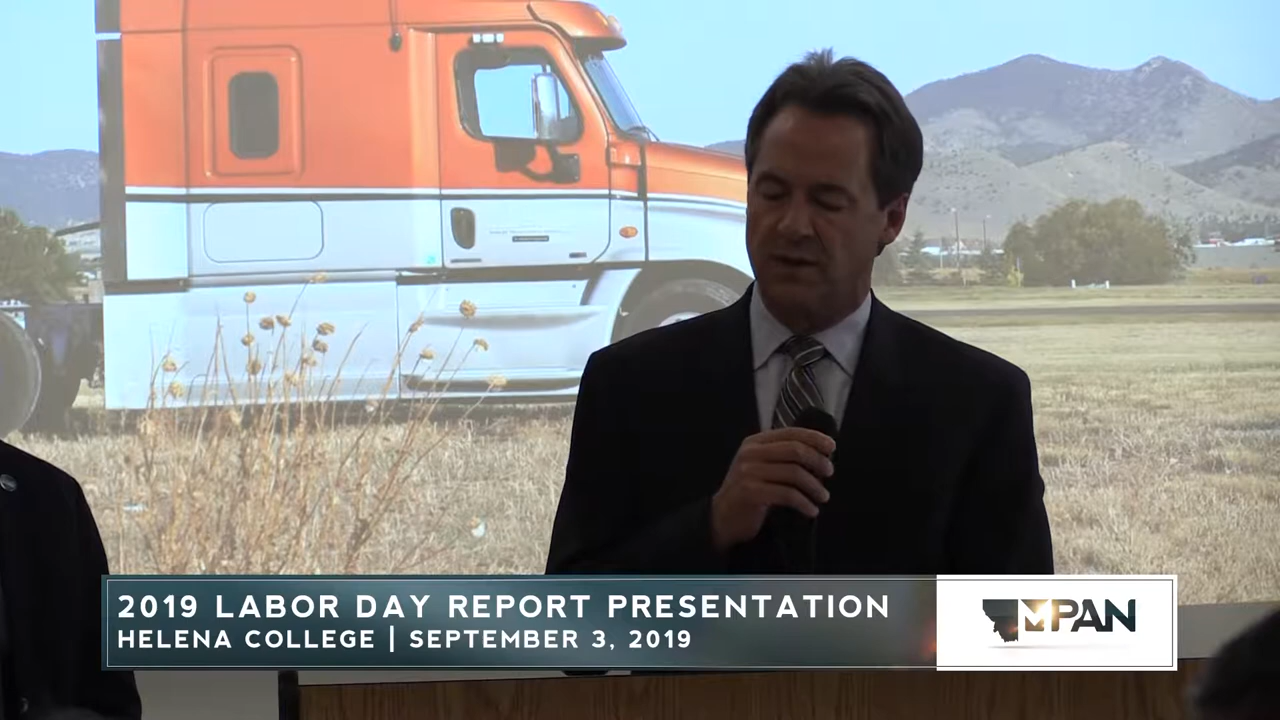 2019 LABOR DAY REPORT PRESENTATION
HELENA COLLEGE | SEPTEMBER 3, 2019
MPAN